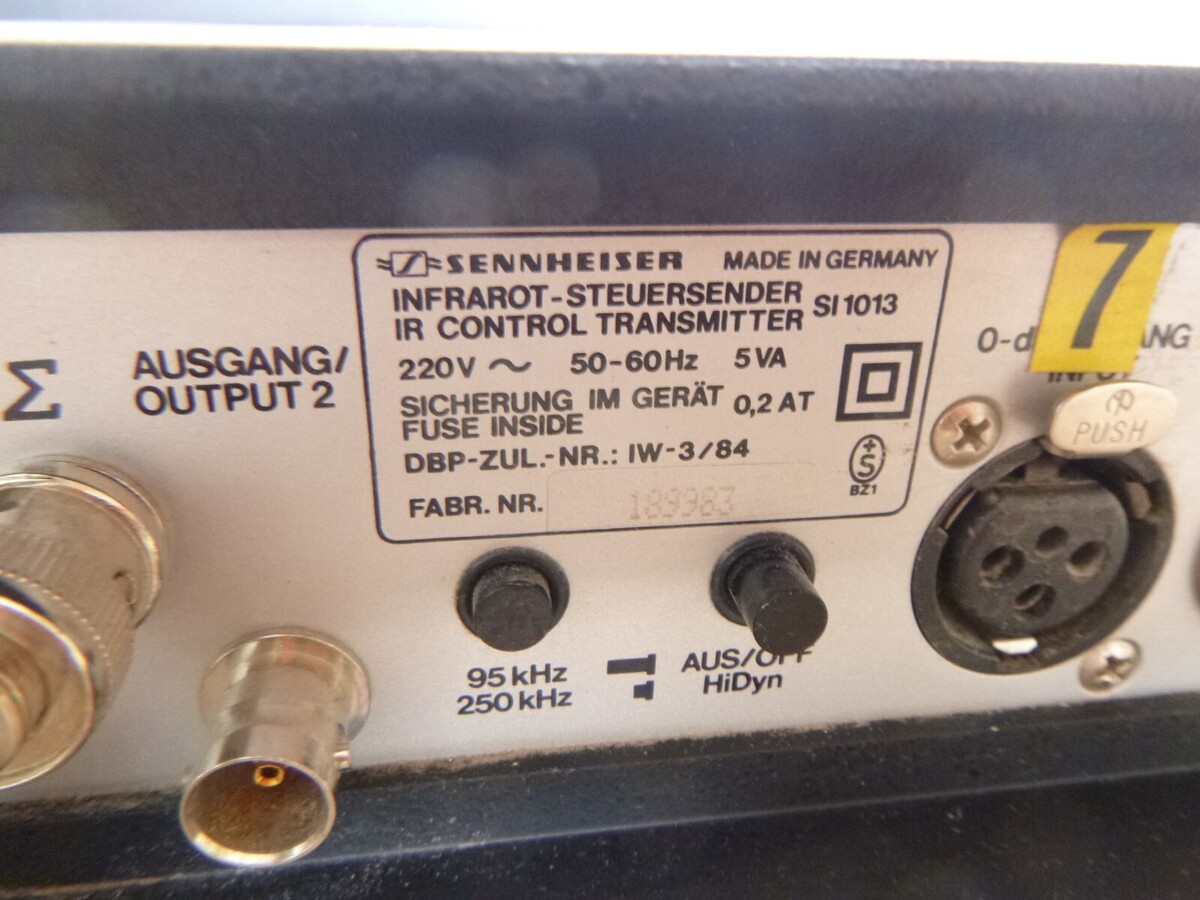 SENNHEISER MADE IN GERMANY
INFRAROT-STEUERSENDER
IR CONTROL TRANSMITTER SI 1013
220V ~ 50-60Hz 5VA
SICHERUNG IM GERÄT 0,2 AT
FUSE INSIDE
DBP-ZUL.-NR.: IW-3/84
FABR. NR. 189983
S
BZ1
Σ
AUSGANG/
OUTPUT 2
7
PUSH
95 kHz
250 kHz
AUS/OFF
HiDyn